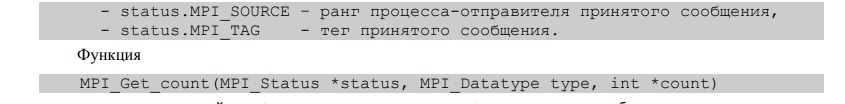 - status.MPI_SOURCE – ранг процесса-отправителя принятого сообщения,
- status.MPI_TAG - тег принятого сообщения.
Функция
MPI_Get_count(MPI_Status *status, MPI_Datatype type, int *count)